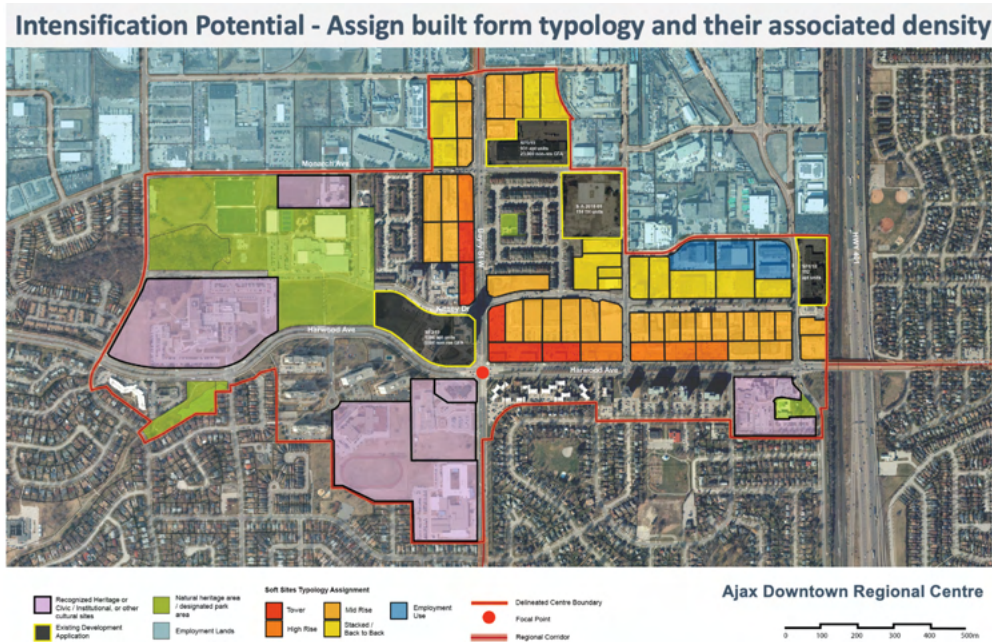 Intensification Potential - Assign built form typology and their associated density
Monarch Ave
Harwood Ave
Harwood Ave
HWY 401
Recognized Heritage or
Civic / Institutional, or other
cultural sites
Existing Development
Application
Natural heritage area
/ designated park
area
Employment Lands
Soft Sites Typology Assignment
Tower
High Rise
Mid Rise
Stacked /
Back to Back
Employment
Use
Delineated Centre Boundary
Focal Point
Regional Corridor
Ajax Downtown Regional Centre
0 100 200 300 400 500m